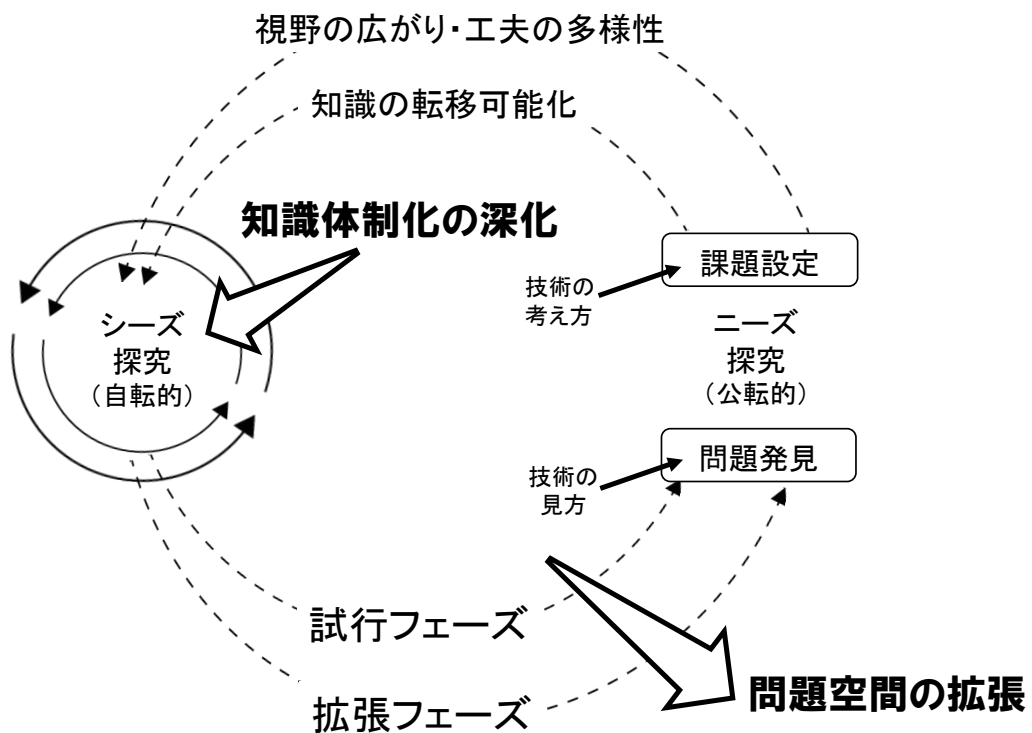 視野の広がり・工夫の多様性
知識の転移可能化
知識体制化の深化
課題設定
技術の
考え方
シーズ
探究
（自転的）
ニーズ
探究
（公転的）
問題発見
技術の
見方
試行フェーズ
拡張フェーズ
問題空間の拡張